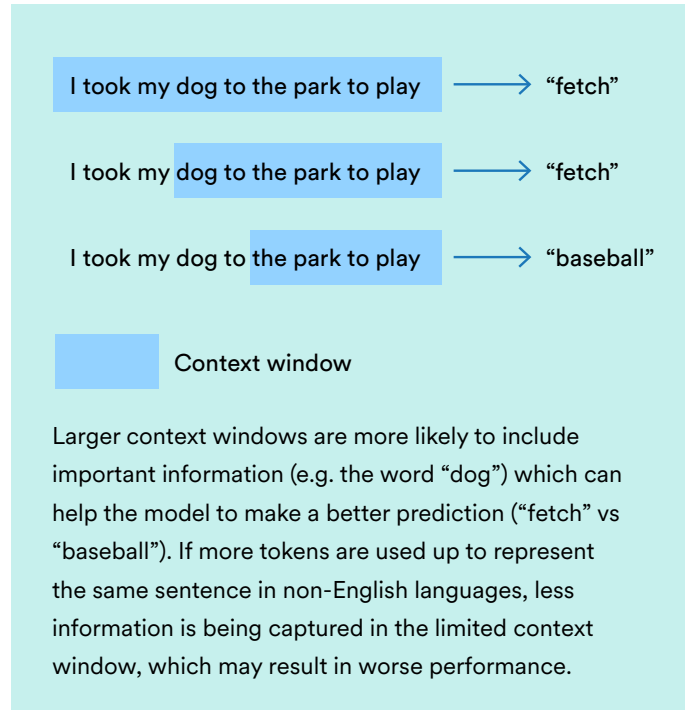 I took my dog to the park to play “fetch”
I took my dog to the park to play “fetch”
I took my dog to the park to play “baseball”
Context window
Larger context windows are more likely to include
important information (e.g. the word “dog”) which can
help the model to make a better prediction (“fetch” vs
“baseball”). If more tokens are used up to represent
the same sentence in non-English languages, less
information is being captured in the limited context
window, which may result in worse performance.